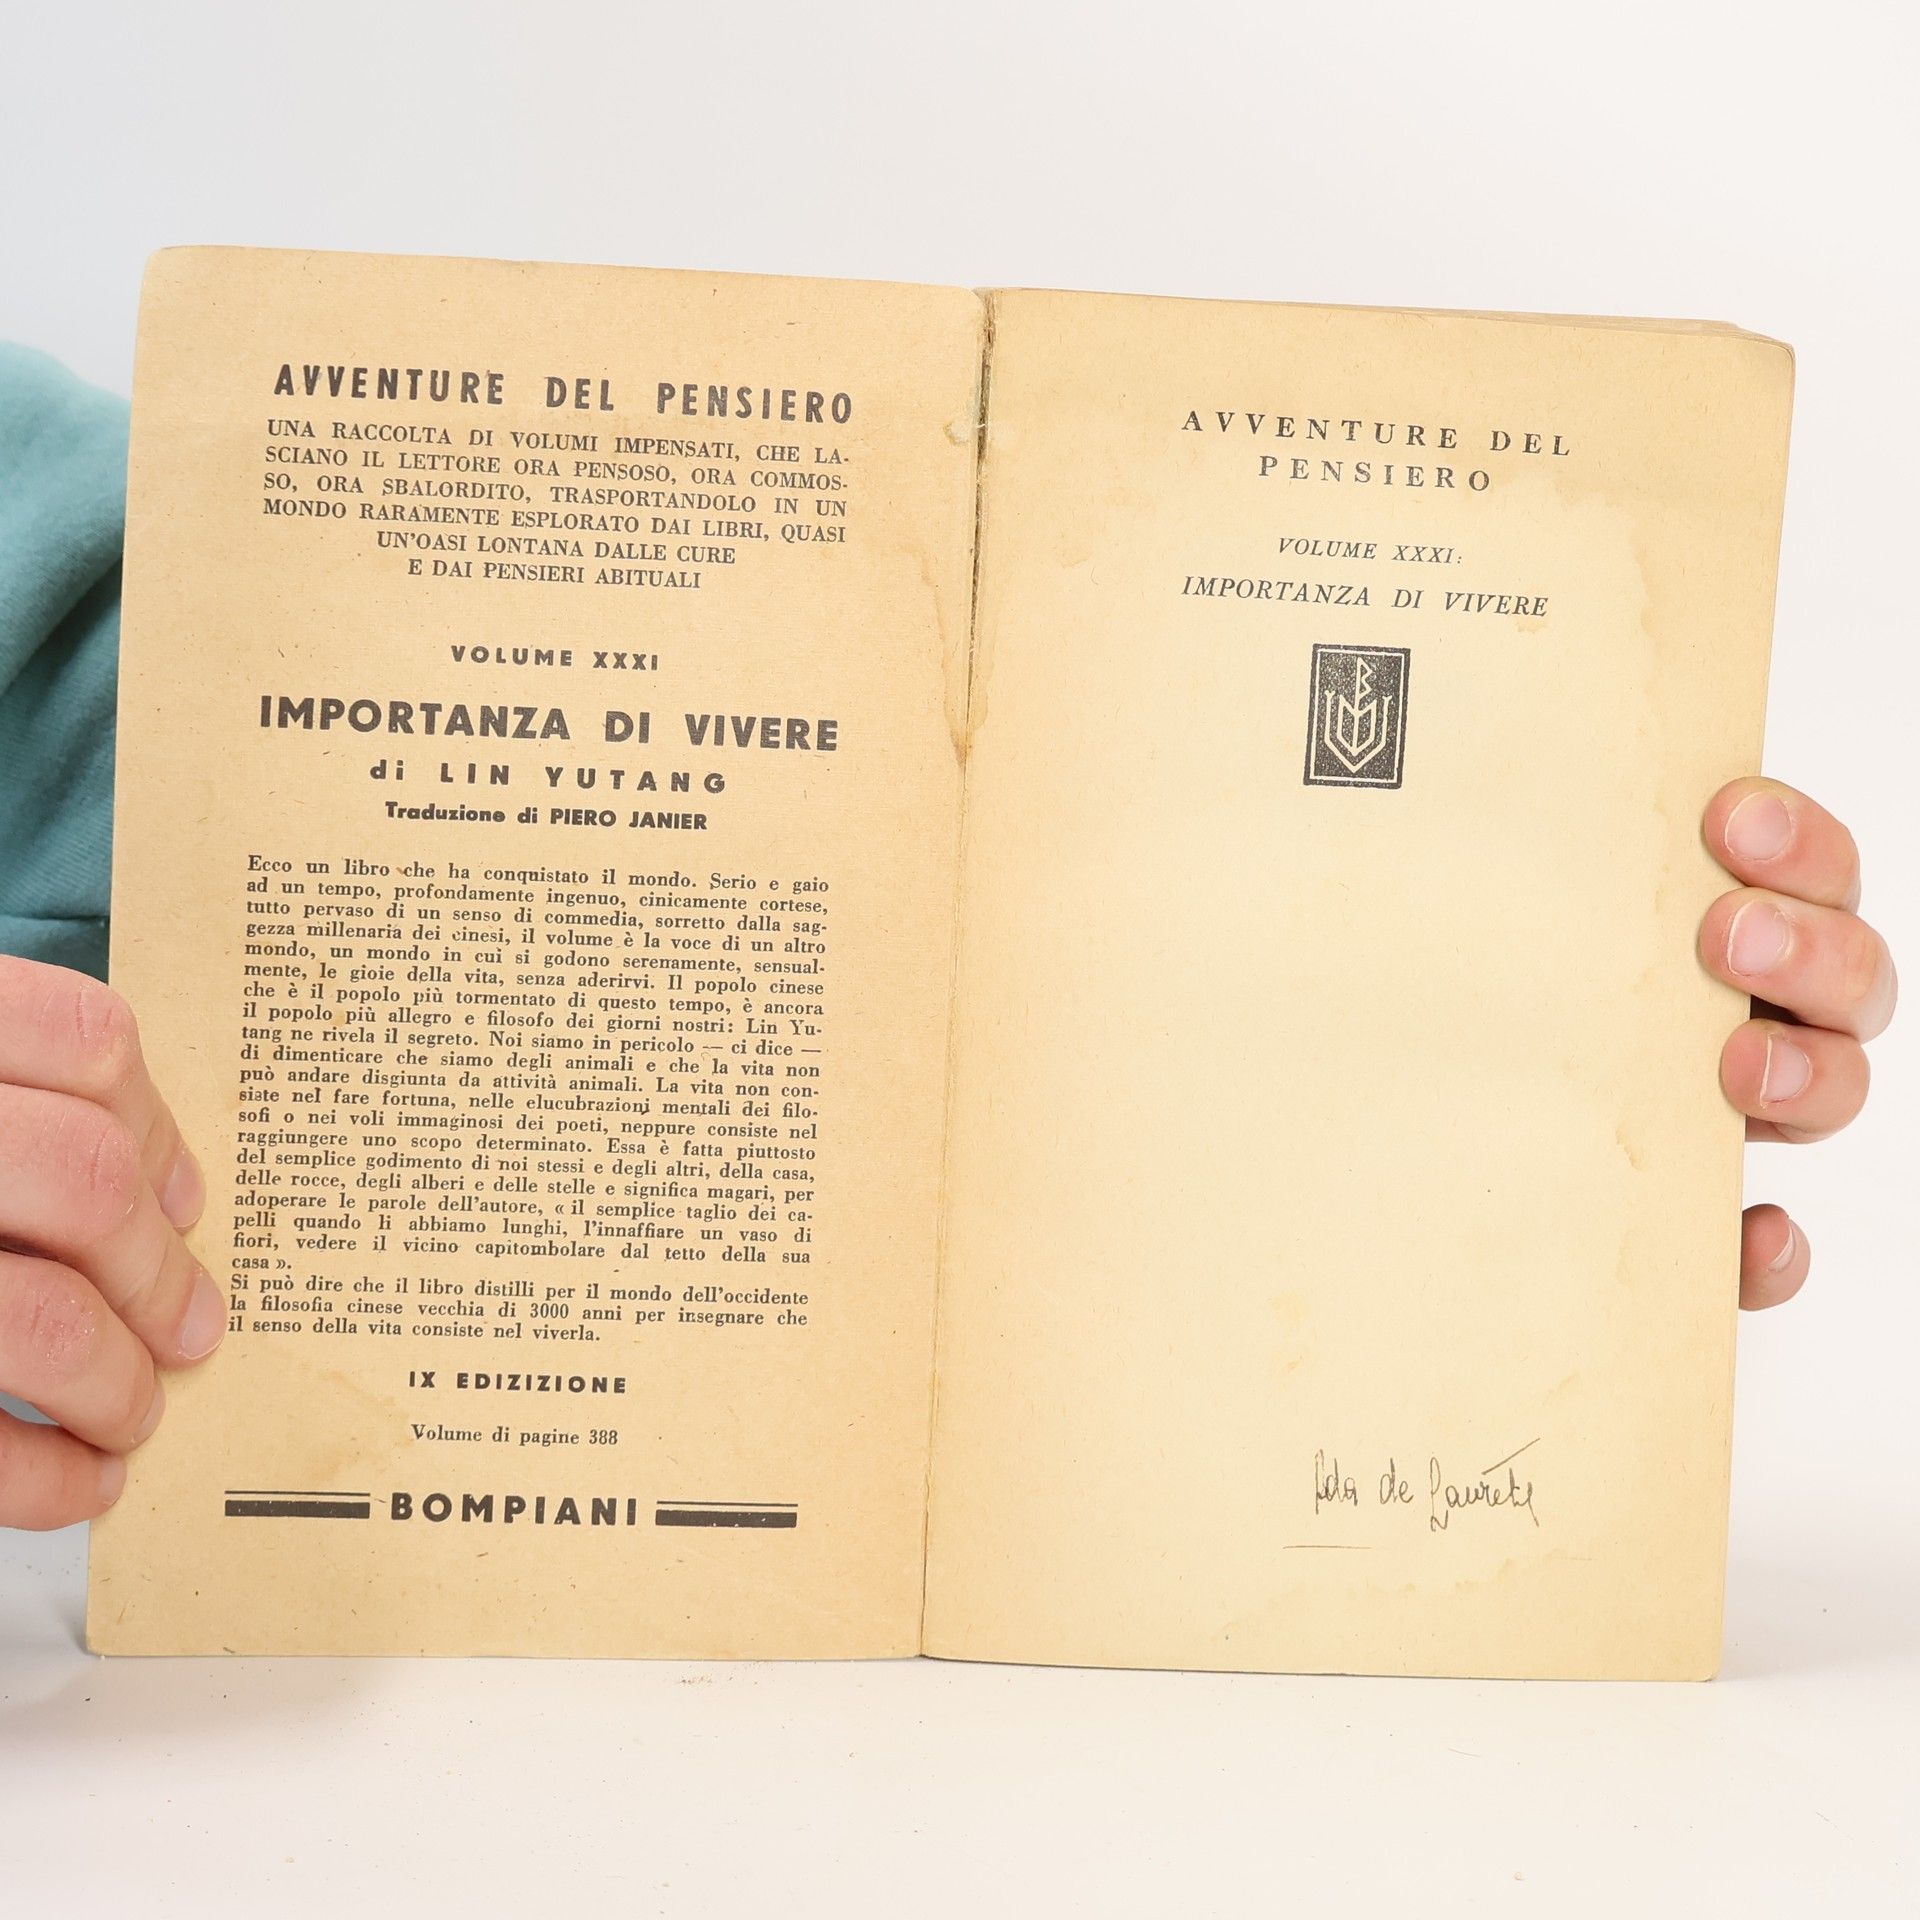 AVVENTURE DEL PENSIERO
UNA RACCOLTA DI VOLUMI IMPENSATI, CHE LA-
SCIANO IL LETTORE ORA PENSOSO, ORA COMMOS-
SO, ORA SBALORDITO, TRASPORTANDOLO IN UN
MONDO RARAMENTE ESPLORATO DAI LIBRI, QUASI
UN'OASI LONTANA DALLE CURE
E DAI PENSIERI ABITUALI
VOLUME XXXI
IMPORTANZA DI VIVERE
di LIN YUTANG
Traduzione di PIERO JANIER
Ecco un libro che ha conquistato il mondo. Serio e gaio
ad un tempo, profondamente ingenuo, cinicamente cortese,
tutto pervaso di un senso di commedia, sorretto dalla sag-
gezza millenaria dei cinesi, il volume è la voce di un altro
mondo, un mondo in cui si godono serenamente, sensual-
mente, le gioie della vita, senza aderirvi. Il popolo cinese
che è il popolo più tormentato di questo tempo, è ancora
il popolo più allegro e filosofo dei giorni nostri: Lin Yu-
tang ne rivela il segreto. Noi siamo in pericolo — ci dice —
di dimenticare che siamo degli animali e che la vita non
può andare disgiunta da attività animali. La vita non con-
siste nel fare fortuna, nelle elucubrazioni mentali dei filo-
sofi o nei voli immaginosi dei poeti, neppure consiste nel
raggiungere uno scopo determinato. Essa è fatta piuttosto
del semplice godimento di noi stessi e degli altri, della casa,
delle rocce, degli alberi e delle stelle e significa magari, per
adoperare le parole dell'autore, « il semplice taglio dei ca-
pelli quando li abbiamo lunghi, l'innaffiare un vaso di
fiori, vedere il vicino capitombolare dal tetto della sua
casa ».
Si può dire che il libro distilli per il mondo dell'occidente
la filosofia cinese vecchia di 3000 anni per insegnare che
il senso della vita consiste nel viverla.
IX EDIZIZIONE
Volume di pagine 388
BOMPIANI
AVVENTURE DEL
PENSIERO
VOLUME XXXI:
IMPORTANZA DI VIVERE
de